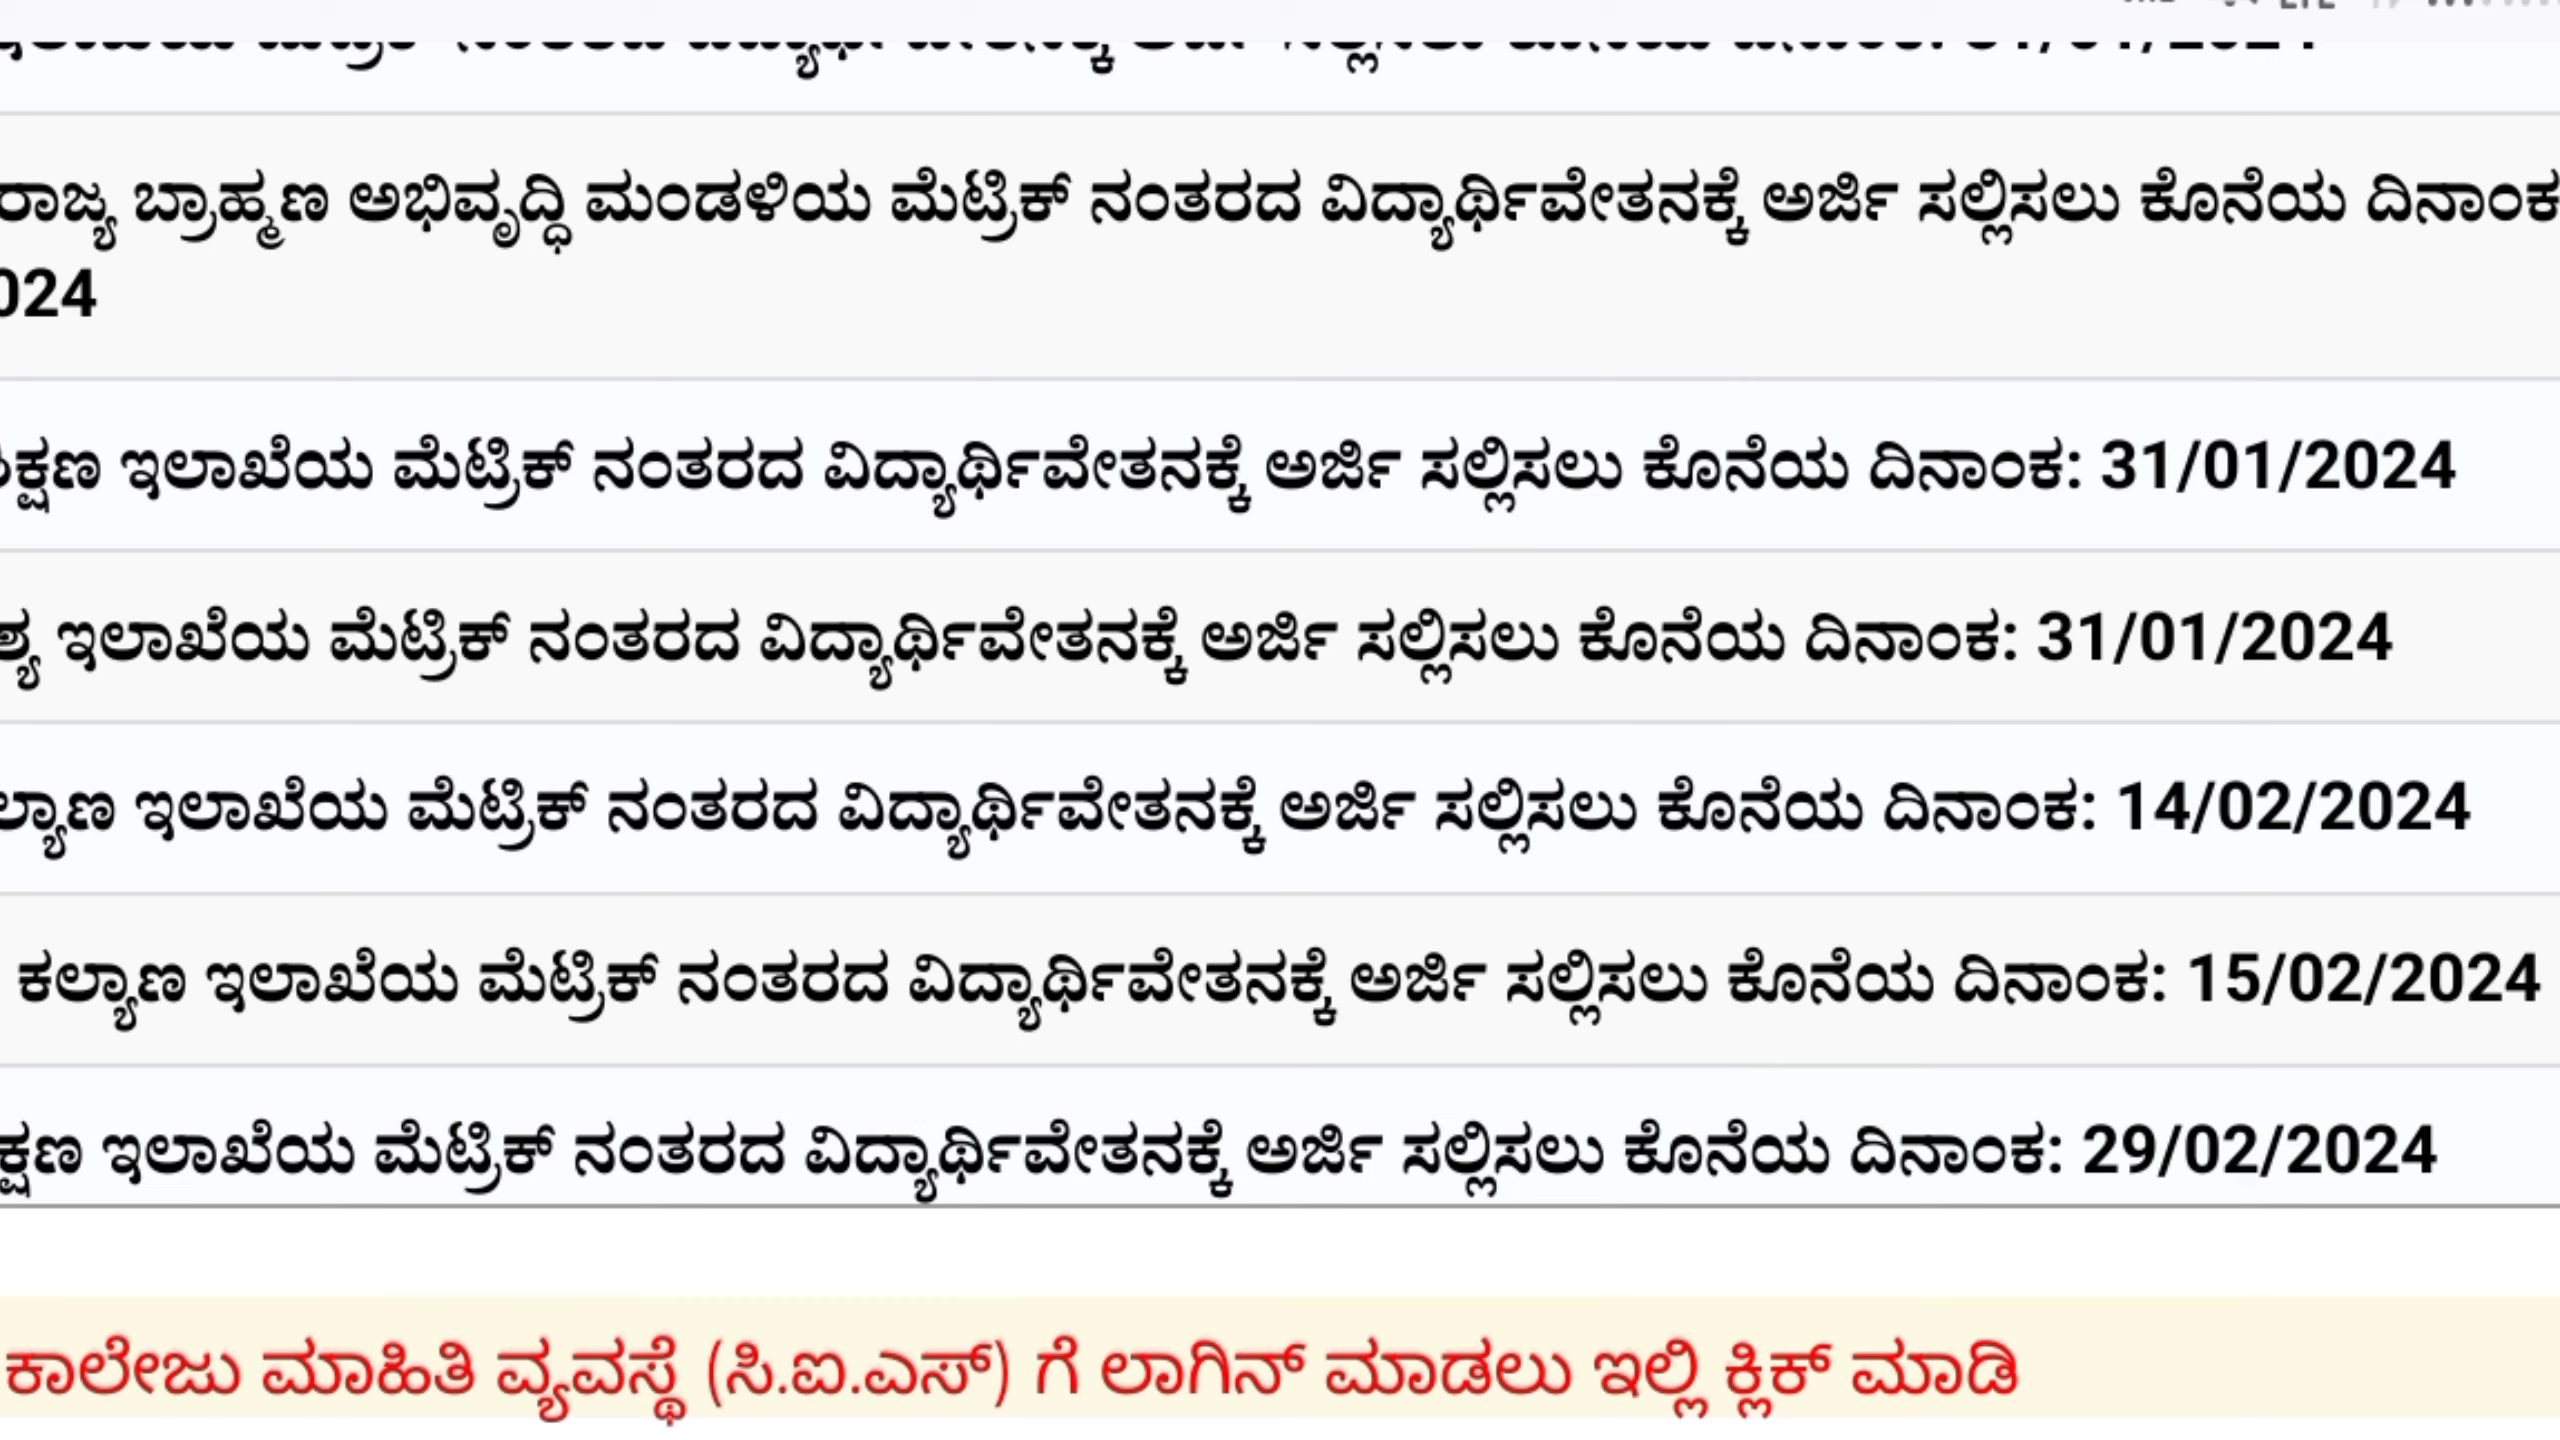 ರಾಜ್ಯ ಬ್ರಾಹ್ಮಣ ಅಭಿವೃದ್ಧಿ ಮಂಡಳಿಯ ಮೆಟ್ರಿಕ್ ನಂತರದ ವಿದ್ಯಾರ್ಥಿವೇತನಕ್ಕೆ ಅರ್ಜಿ ಸಲ್ಲಿಸಲು ಕೊನೆಯ ದಿನಾಂಕ
024
ಇಲಾಖೆಯ ಮೆಟ್ರಿಕ್ ನಂತರದ ವಿದ್ಯಾರ್ಥಿವೇತನಕ್ಕೆ ಅರ್ಜಿ ಸಲ್ಲಿಸಲು ಕೊನೆಯ ದಿನಾಂಕ: 31/01/2024
ಇಲಾಖೆಯ ಮೆಟ್ರಿಕ್ ನಂತರದ ವಿದ್ಯಾರ್ಥಿವೇತನಕ್ಕೆ ಅರ್ಜಿ ಸಲ್ಲಿಸಲು ಕೊನೆಯ ದಿನಾಂಕ: 31/01/2024
ಲ್ಯಾಣ ಇಲಾಖೆಯ ಮೆಟ್ರಿಕ್ ನಂತರದ ವಿದ್ಯಾರ್ಥಿವೇತನಕ್ಕೆ ಅರ್ಜಿ ಸಲ್ಲಿಸಲು ಕೊನೆಯ ದಿನಾಂಕ: 14/02/2024
ಕಲ್ಯಾಣ ಇಲಾಖೆಯ ಮೆಟ್ರಿಕ್ ನಂತರದ ವಿದ್ಯಾರ್ಥಿವೇತನಕ್ಕೆ ಅರ್ಜಿ ಸಲ್ಲಿಸಲು ಕೊನೆಯ ದಿನಾಂಕ: 15/02/2024
ಕ್ಷಣ ಇಲಾಖೆಯ ಮೆಟ್ರಿಕ್ ನಂತರದ ವಿದ್ಯಾರ್ಥಿವೇತನಕ್ಕೆ ಅರ್ಜಿ ಸಲ್ಲಿಸಲು ಕೊನೆಯ ದಿನಾಂಕ: 29/02/2024
ಕಾಲೇಜು ಮಾಹಿತಿ ವ್ಯವಸ್ಥೆ (ಸಿ.ಐ.ಎಸ್) ಗೆ ಲಾಗಿನ್ ಮಾಡಲು ಇಲ್ಲಿ ಕ್ಲಿಕ್ ಮಾಡಿ